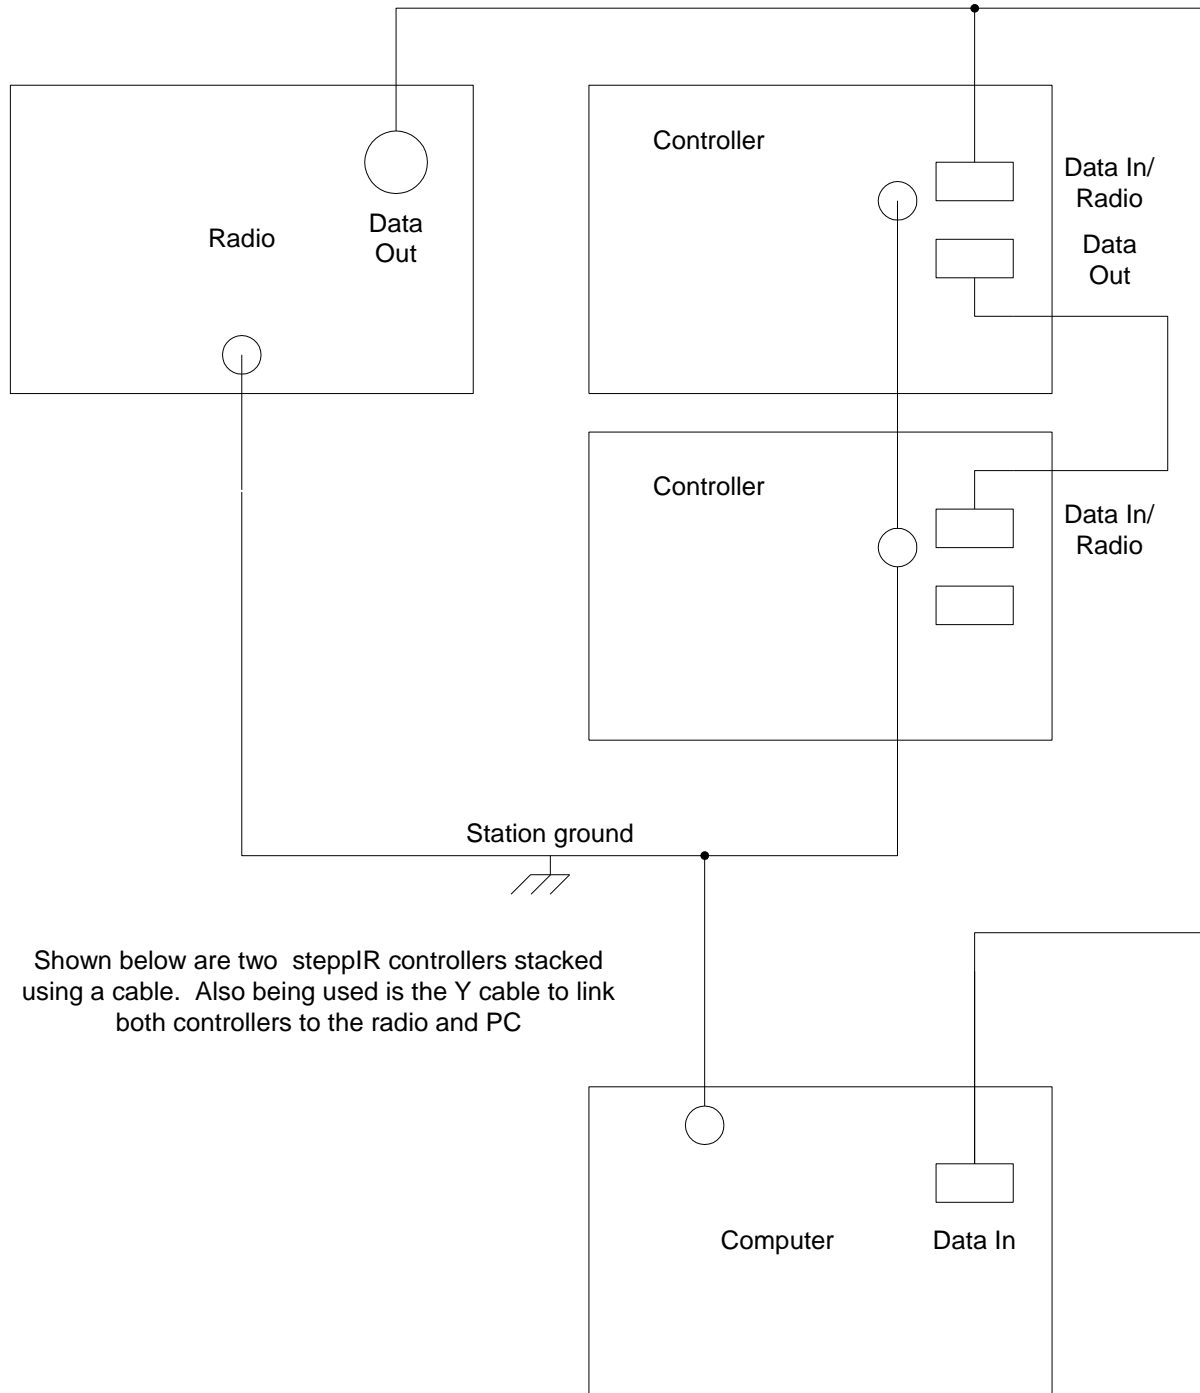 Controller
Data In/
Radio
Data
Out
Radio
Data
Out
Controller
Data In/
Radio
Station ground
Shown below are two  steppIR controllers stacked
using a cable.  Also being used is the Y cable to link
both controllers to the radio and PC
Computer
Data In